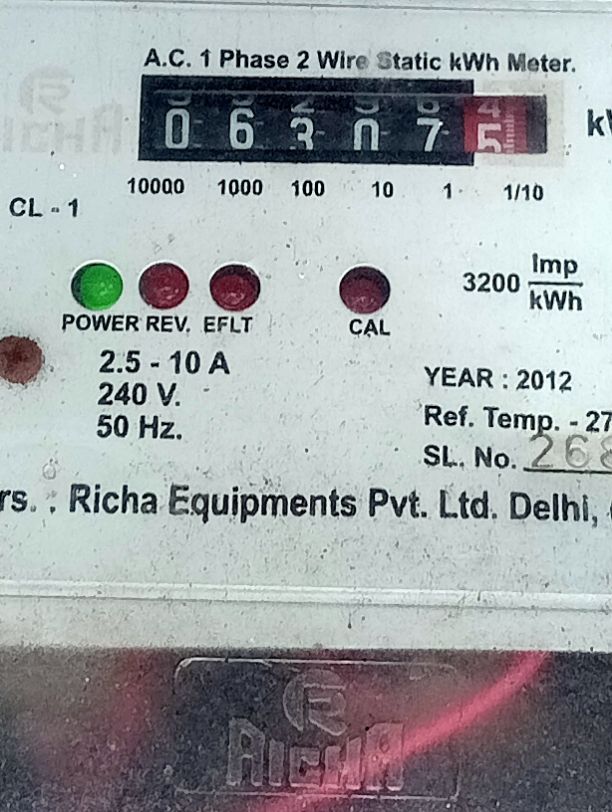 A.C. 1 Phase 2 Wire Static kWh Meter.
0 6 3 0 7 5
10000 1000 100 10 1 1/10
CL - 1
3200 Imp
kWh
POWER REV. EFLT CAL
2.5 - 10 A
240 V.
50 Hz.
YEAR : 2012
Ref. Temp. - 27
SL. No. 268
Richa Equipments Pvt. Ltd. Delhi,
RICHA